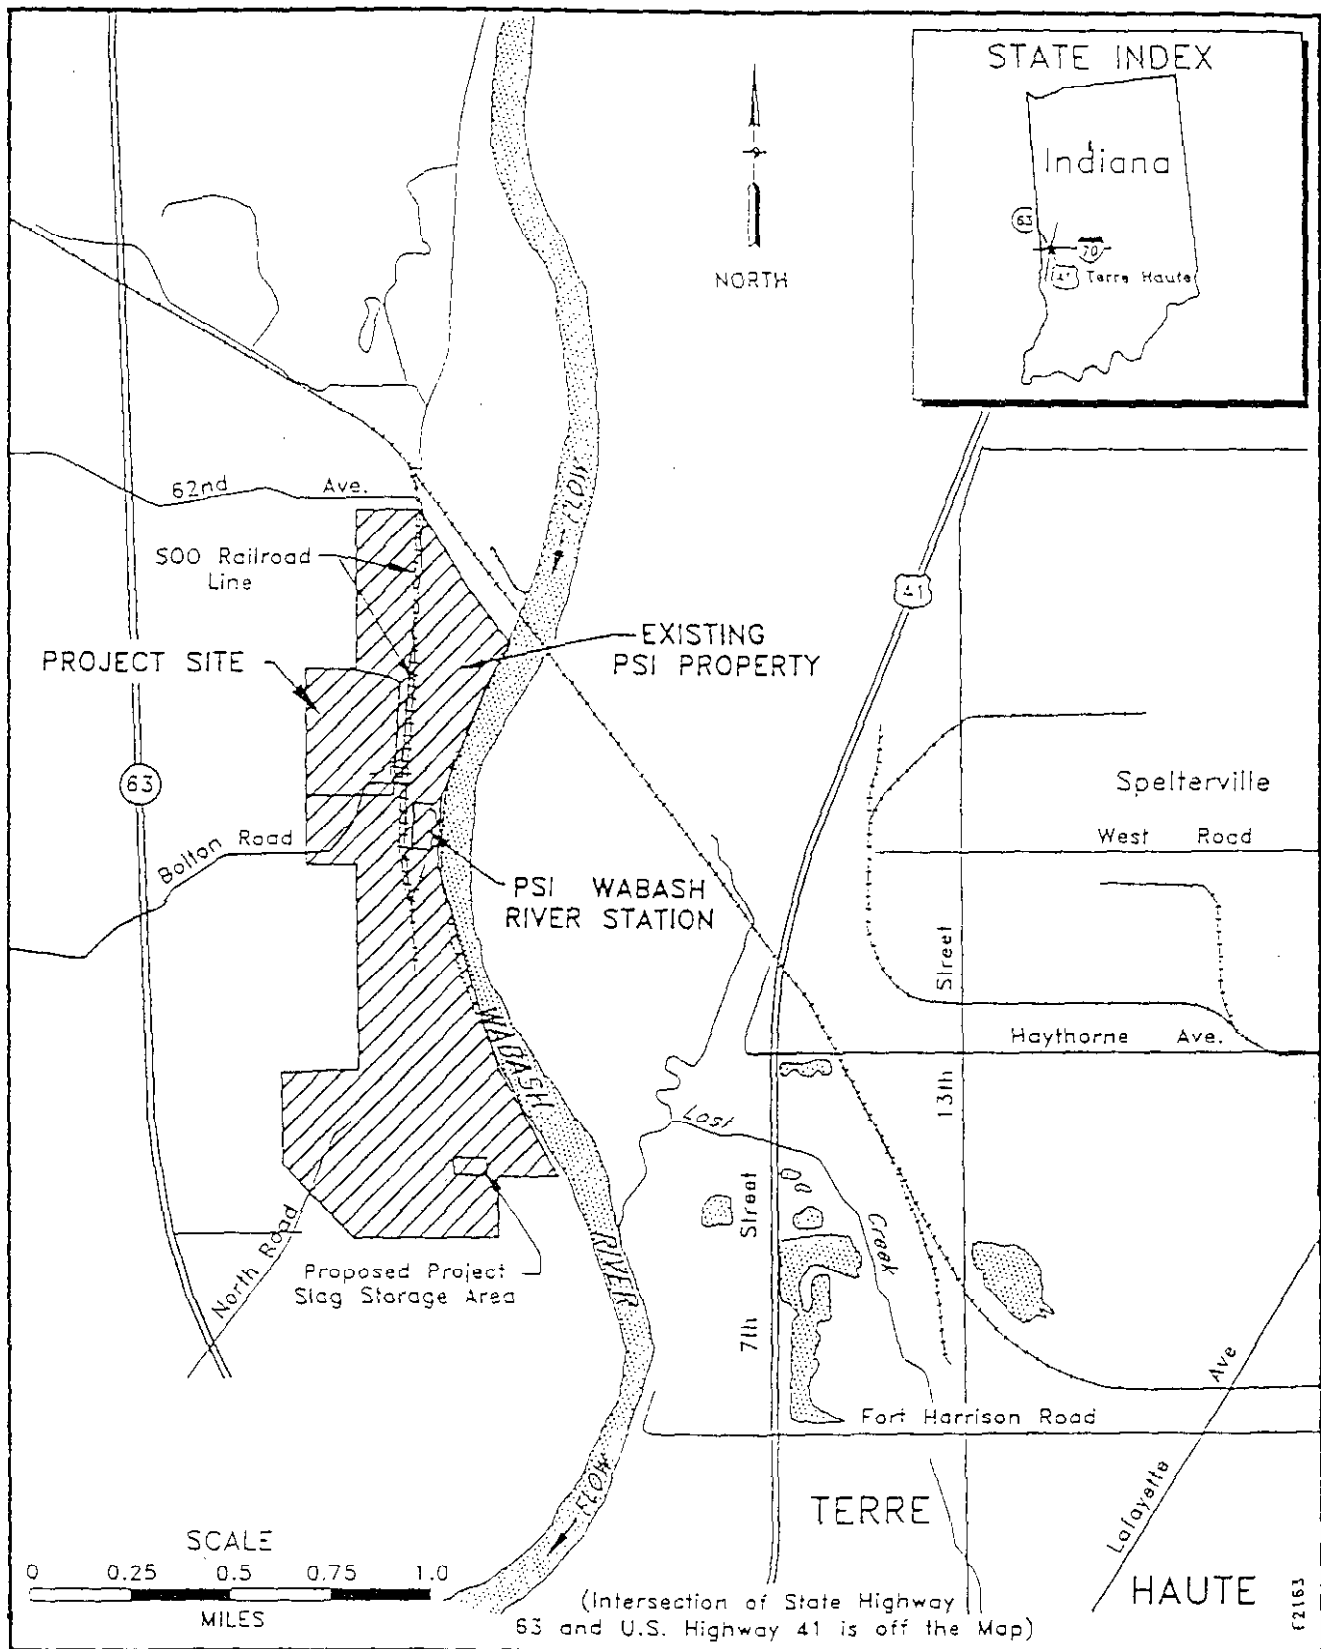 STATE INDEX
Indiana
63
70
41
Terre Haute
NORTH
62nd Ave.
FLOW
SOO Railroad
Line
41
EXISTING
PSI PROPERTY
PROJECT SITE
63
Spelterville
West Road
Bolton Road
PSI WABASH
RIVER STATION
Street
13th
WABASH RIVER
Haythorne Ave.
Lost Creek
Street
7th
North Road
Proposed Project
Slag Storage Area
Ave
Lafayette
Fort Harrison Road
FLOW
TERRE
HAUTE
SCALE
0 0.25 0.5 0.75 1.0
MILES
(Intersection of State Highway
63 and U.S. Highway 41 is off the Map)
F2163